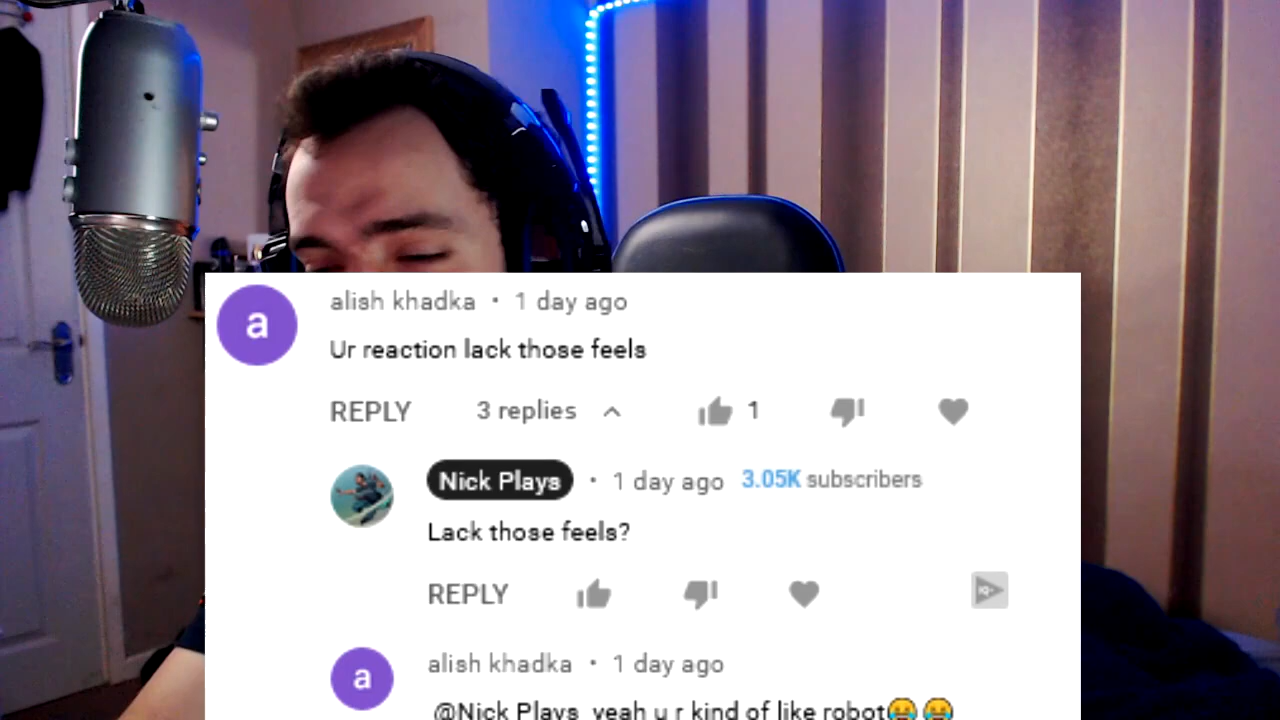 a
alish khadka • 1 day ago
Ur reaction lack those feels
REPLY 3 replies 1
Nick Plays • 1 day ago 3.05K subscribers
Lack those feels?
REPLY
a
alish khadka • 1 day ago
@Nick Plays yeah u r kind of like robot😂😂